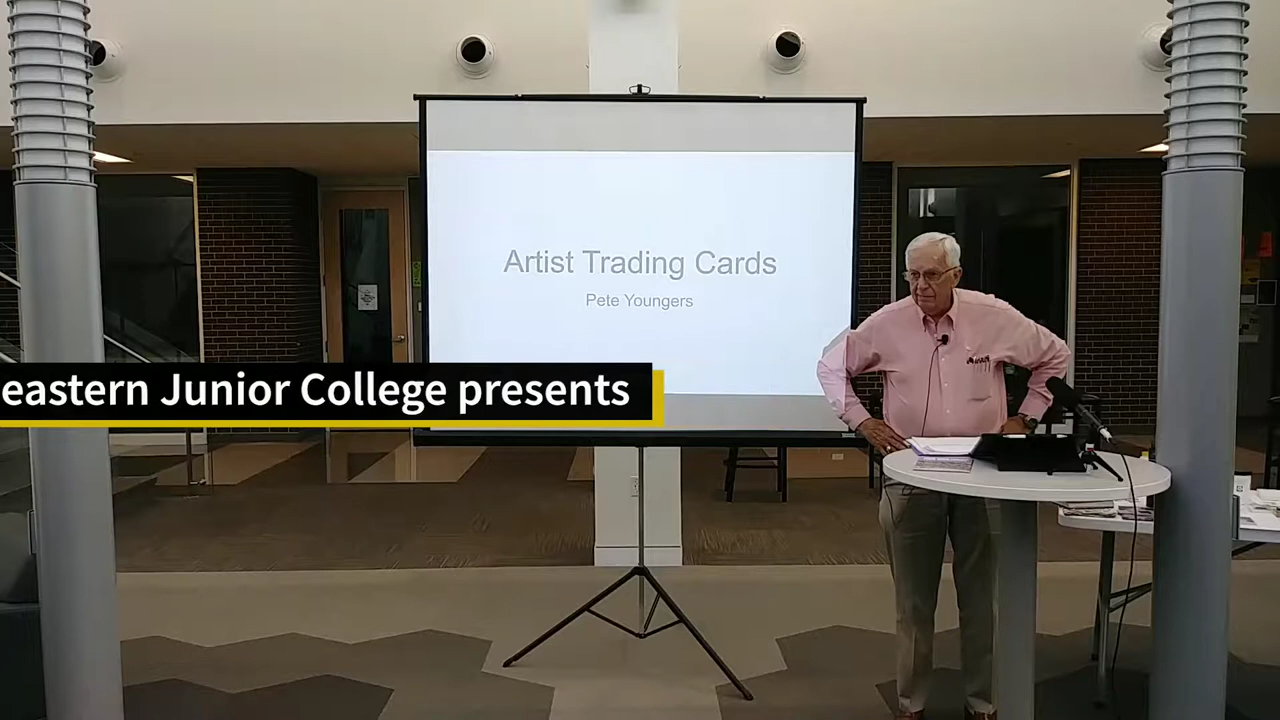 Artist Trading Cards
Pete Youngers
eastern Junior College presents